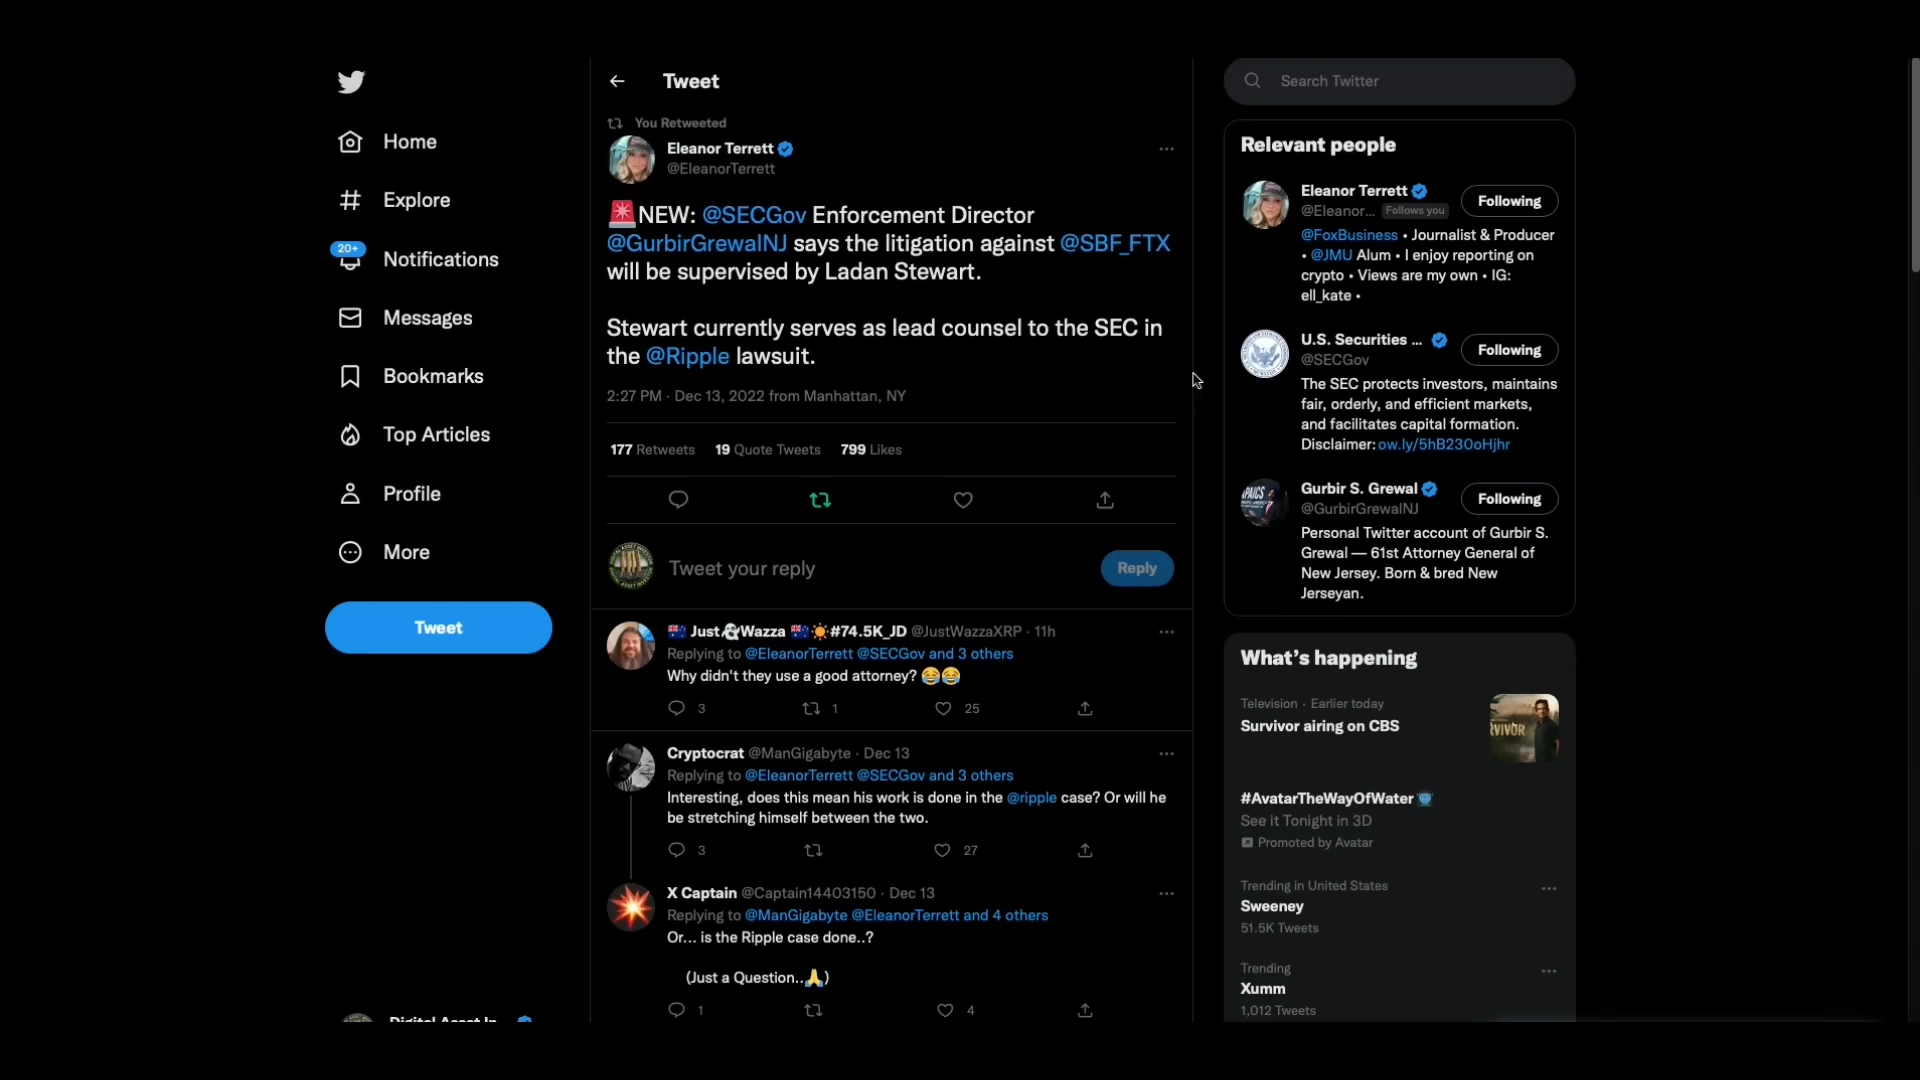 Home
Explore
20+
Notifications
Messages
Bookmarks
Top Articles
Profile
More
Tweet
Tweet
You Retweeted
Eleanor Terrett
@EleanorTerrett
🚨NEW: @SECGov Enforcement Director
@GurbirGrewalNJ says the litigation against @SBF_FTX
will be supervised by Ladan Stewart.
Stewart currently serves as lead counsel to the SEC in
the @Ripple lawsuit.
2:27 PM · Dec 13, 2022 from Manhattan, NY
177 Retweets 19 Quote Tweets 799 Likes
Tweet your reply
Reply
🇦🇺 Just👻Wazza 🇦🇺☀️#74.5K_JD @JustWazzaXRP · 11h
Replying to @EleanorTerrett @SECGov and 3 others
Why didn't they use a good attorney? 😂😂
3 1 25
Cryptocrat @ManGigabyte · Dec 13
Replying to @EleanorTerrett @SECGov and 3 others
Interesting, does this mean his work is done in the @ripple case? Or will he
be stretching himself between the two.
3 27
X Captain @Captain14403150 · Dec 13
Replying to @ManGigabyte @EleanorTerrett and 4 others
Or... is the Ripple case done..?
(Just a Question..🙏)
1 4
Search Twitter
Relevant people
Eleanor Terrett
@Eleanor... Follows you
Following
@FoxBusiness • Journalist & Producer
• @JMU Alum • I enjoy reporting on
crypto • Views are my own • IG:
ell_kate •
U.S. Securities ...
@SECGov
Following
The SEC protects investors, maintains
fair, orderly, and efficient markets,
and facilitates capital formation.
Disclaimer: ow.ly/5hB230oHjhr
Gurbir S. Grewal
@GurbirGrewalNJ
Following
Personal Twitter account of Gurbir S.
Grewal — 61st Attorney General of
New Jersey. Born & bred New
Jerseyan.
What's happening
Television · Earlier today
Survivor airing on CBS
#AvatarTheWayOfWater
See it Tonight in 3D
Promoted by Avatar
Trending in United States
Sweeney
51.5K Tweets
Trending
Xumm
1,012 Tweets